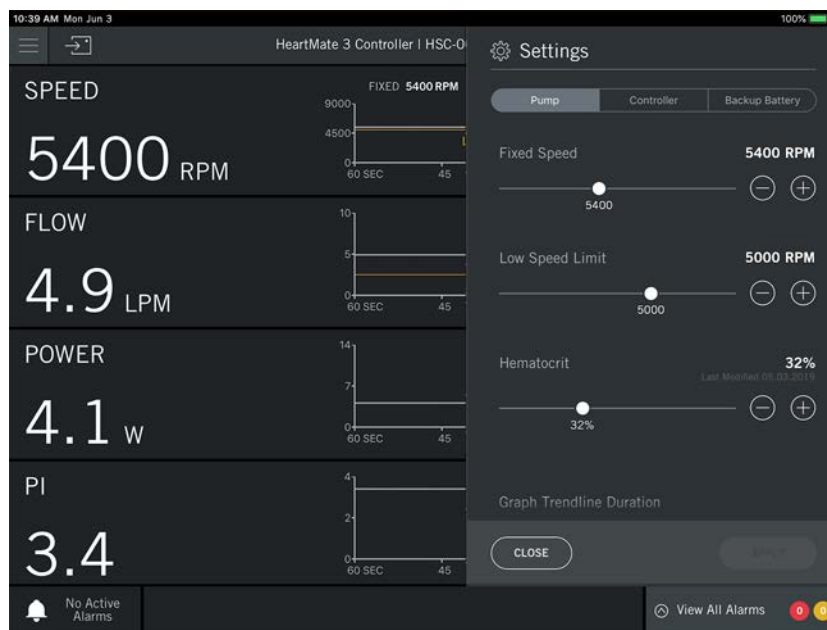 10:39 AM Mon Jun 3
100%
HeartMate 3 Controller | HSC-0
Settings
Pump
Controller
Backup Battery
SPEED
5400 RPM
FIXED 5400 RPM
9000
4500
0
60 SEC
45
FLOW
4.9 LPM
10
5
0
60 SEC
45
POWER
4.1 W
14
7
0
60 SEC
45
PI
3.4
4
2
0
60 SEC
45
Fixed Speed
5400 RPM
5400
Low Speed Limit
5000 RPM
5000
Hematocrit
32%
Last Modified 05.03.2019
32%
Graph Trendline Duration
CLOSE
No Active
Alarms
View All Alarms
0
0